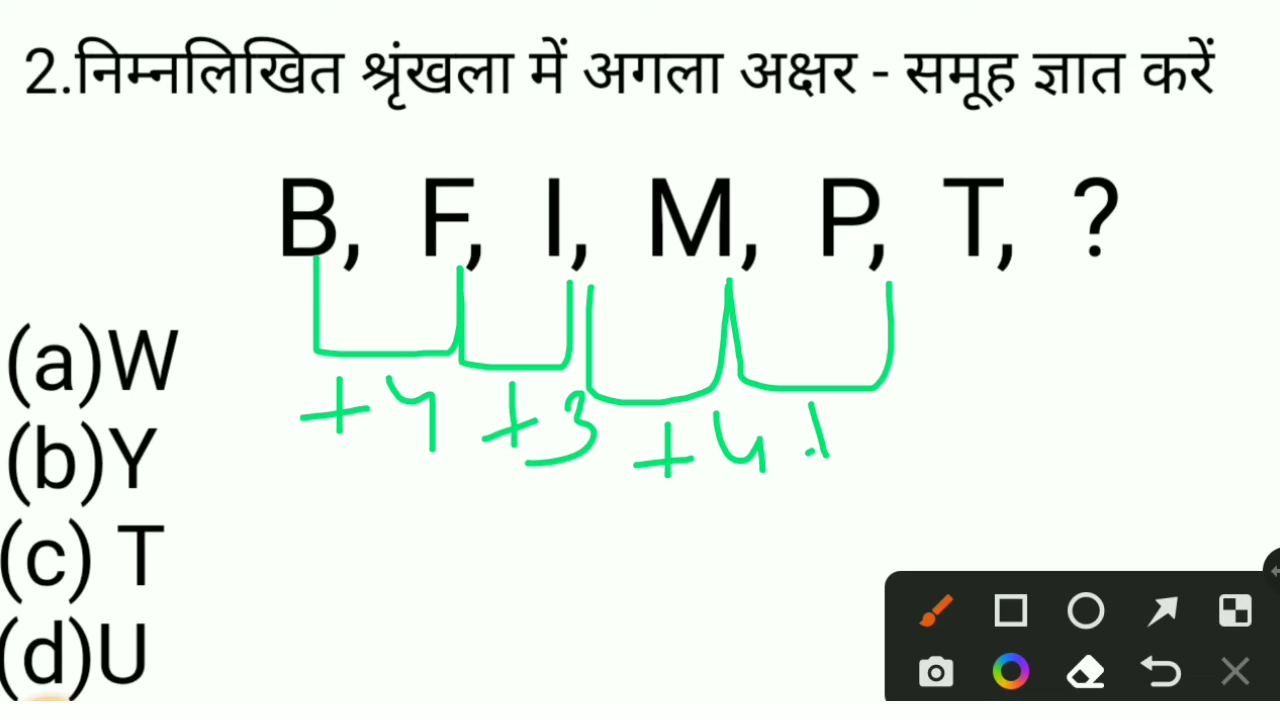 2.निम्नलिखित श्रृंखला में अगला अक्षर - समूह ज्ञात करें
B, F, I, M, P, T, ?
+4 +3 +4
(a)W
(b)Y
(c) T
(d)U